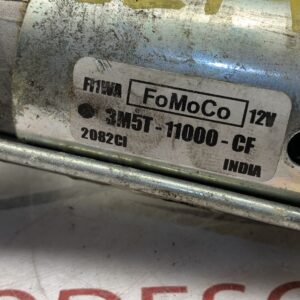 FI1WA FoMoCo 12V
3M5T-11000-CF
2082CI
INDIA